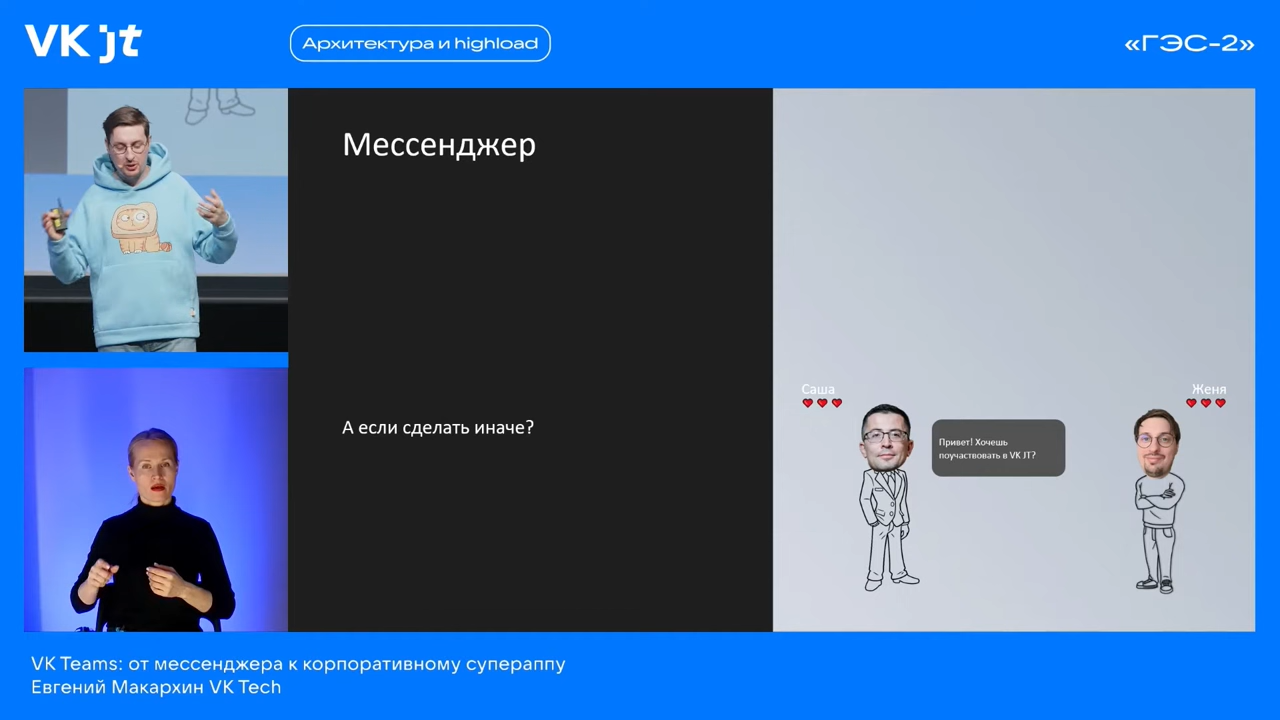 VK jt
Архитектура и highload
«ГЭС-2»
Мессенджер
А если сделать иначе?
Саша
Женя
Привет! Хочешь
поучаствовать в VK JT?
VK Teams: от мессенджера к корпоративному супераппу
Евгений Макархин VK Tech